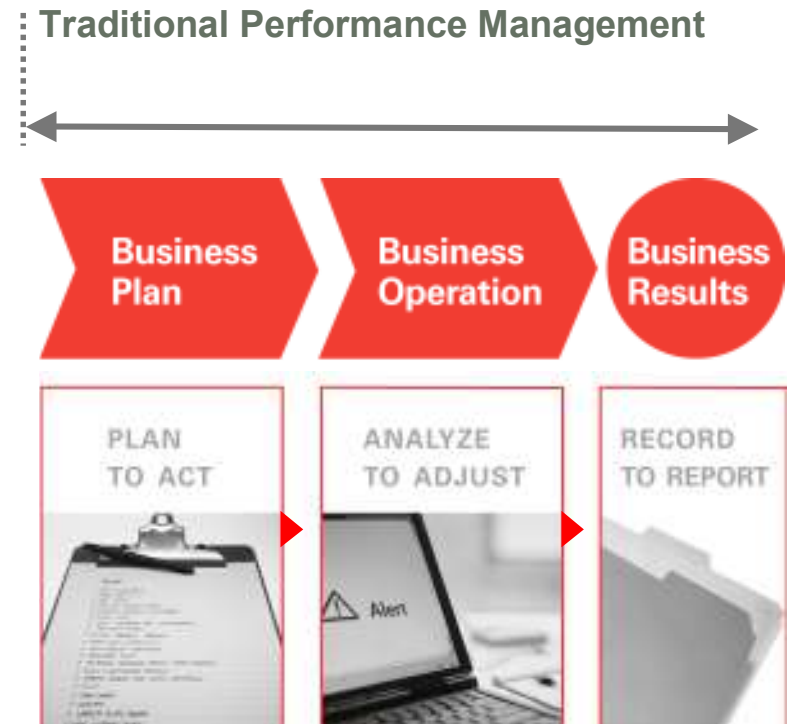 Traditional Performance Management
Business
Plan
Business
Operation
Business
Results
PLAN
TO ACT
ANALYZE
TO ADJUST
RECORD
TO REPORT
Alert